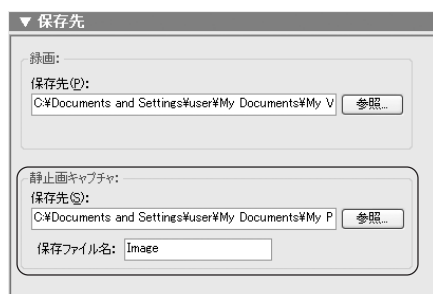 ▼ 保存先
録画:
保存先(P):
C:¥Documents and Settings¥user¥My Documents¥My V
参照...
静止画キャプチャ:
保存先(S):
C:¥Documents and Settings¥user¥My Documents¥My P
参照...
保存ファイル名: Image